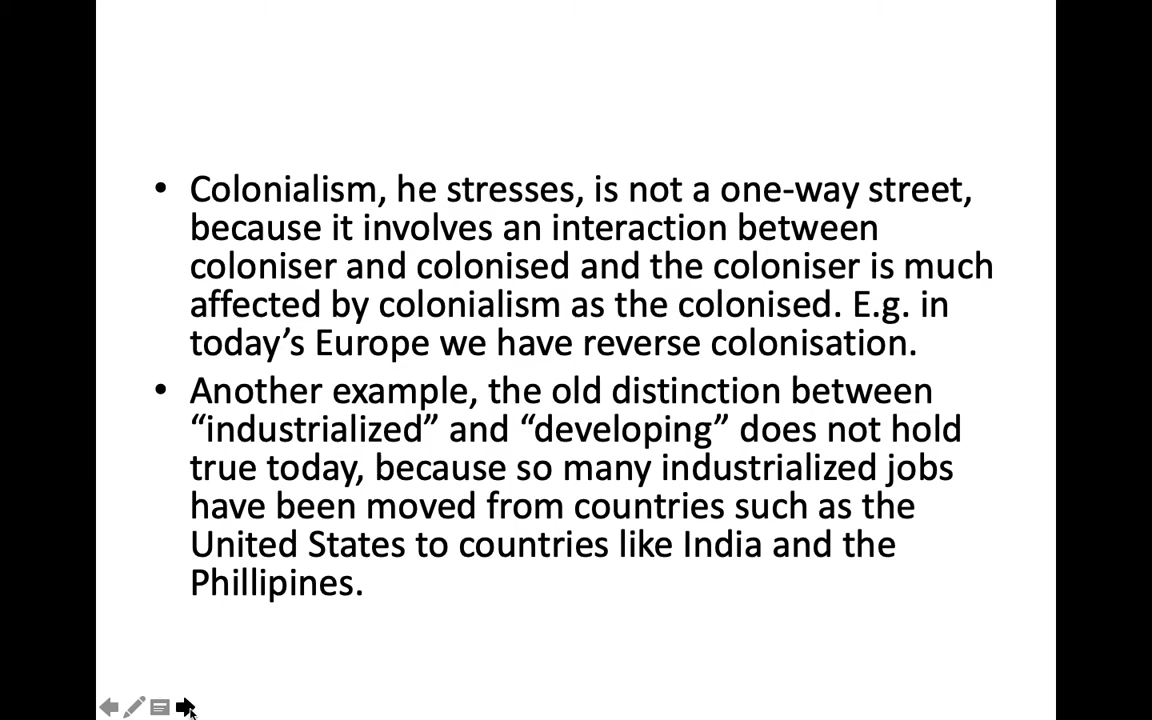 • Colonialism, he stresses, is not a one-way street,
because it involves an interaction between
coloniser and colonised and the coloniser is much
affected by colonialism as the colonised. E.g. in
today’s Europe we have reverse colonisation.
• Another example, the old distinction between
“industrialized” and “developing” does not hold
true today, because so many industrialized jobs
have been moved from countries such as the
United States to countries like India and the
Phillipines.